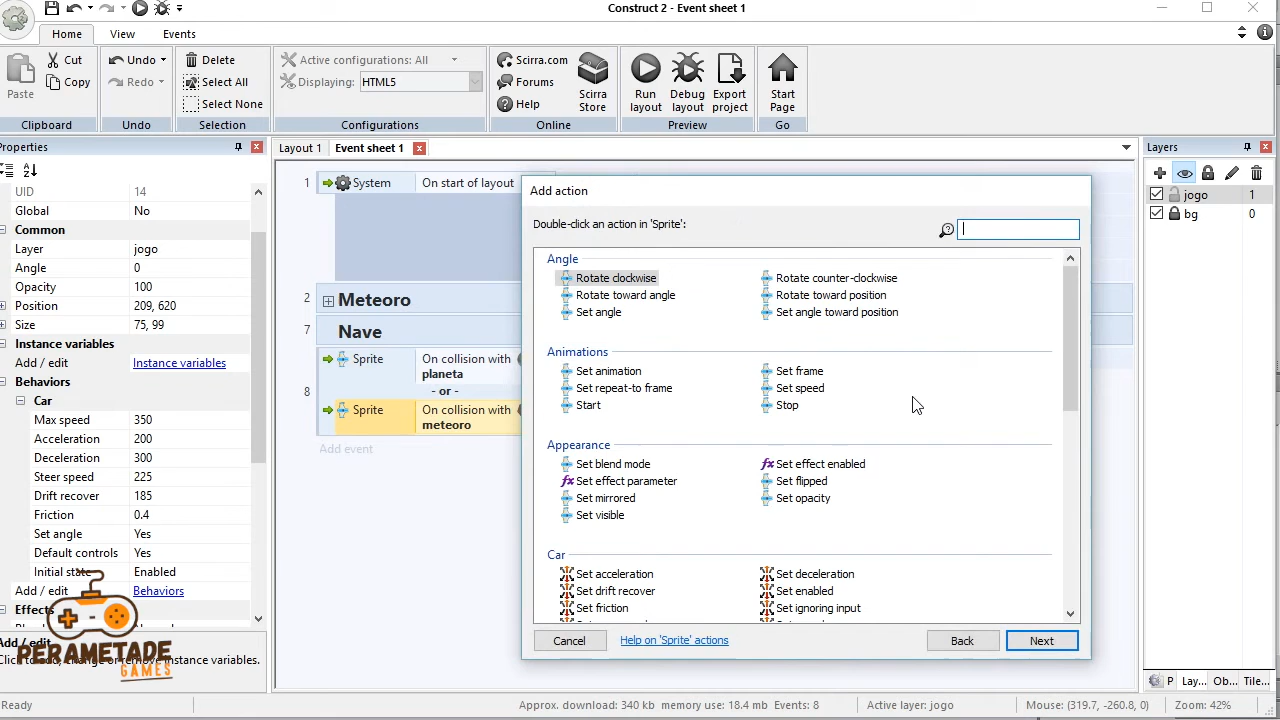 Construct 2 - Event sheet 1
Home View Events
Paste
Cut
Copy
Clipboard
Undo
Redo
Undo
Delete
Select All
Select None
Selection
Active configurations: All
Displaying: HTML5
Configurations
Scirra.com
Forums
Help
Scirra Store
Online
Run layout
Debug layout
Export project
Preview
Start Page
Go
Properties
UID 14
Global No
Common
Layer jogo
Angle 0
Opacity 100
Position 209, 620
Size 75, 99
Instance variables
Add / edit Instance variables
Behaviors
Car
Max speed 350
Acceleration 200
Deceleration 300
Steer speed 225
Drift recover 185
Friction 0.4
Set angle Yes
Default controls Yes
Initial state Enabled
Add / edit Behaviors
Effects
Add / edit
Click to add, change or remove instance variables.
PERAMETADE
GAMES
Layout 1 Event sheet 1
1 System On start of layout
2 Meteoro
7 Nave
8
Sprite On collision with planeta
- or -
Sprite On collision with meteoro
Add event
Add action
Double-click an action in 'Sprite':
Angle
Rotate clockwise Rotate counter-clockwise
Rotate toward angle Rotate toward position
Set angle Set angle toward position
Animations
Set animation Set frame
Set repeat-to frame Set speed
Start Stop
Appearance
Set blend mode Set effect enabled
Set effect parameter Set flipped
Set mirrored Set opacity
Set visible
Car
Set acceleration Set deceleration
Set drift recover Set enabled
Set friction Set ignoring input
Cancel Help on 'Sprite' actions Back Next
Layers
jogo 1
bg 0
P Lay... Ob... Tile...
Ready Approx. download: 340 kb memory use: 18.4 mb Events: 8 Active layer: jogo Mouse: (319.7, -260.8, 0) Zoom: 42%